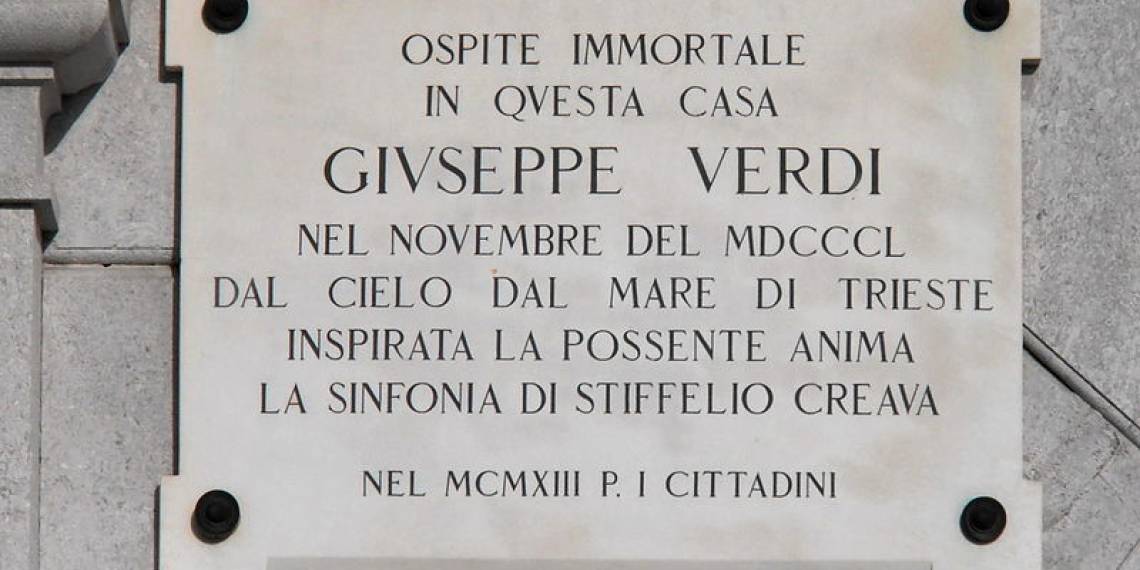 OSPITE IMMORTALE
IN QVESTA CASA
GIVSEPPE VERDI
NEL NOVEMBRE DEL MDCCCL
DAL CIELO DAL MARE DI TRIESTE
INSPIRATA LA POSSENTE ANIMA
LA SINFONIA DI STIFFELIO CREAVA
NEL MCMXIII P. I CITTADINI